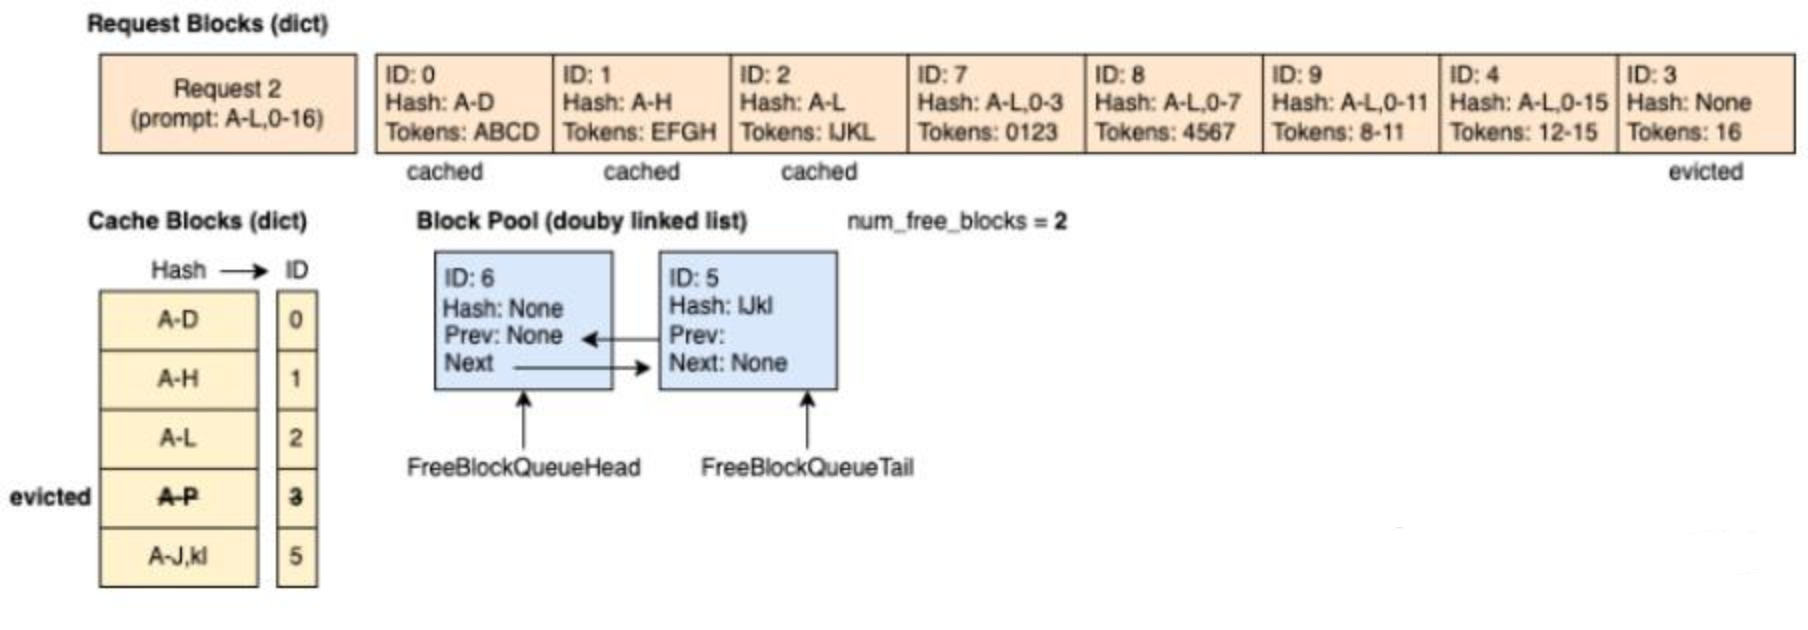 Request Blocks (dict)
Request 2
(prompt: A-L,0-16)
ID: 0
Hash: A-D
Tokens: ABCD
ID: 1
Hash: A-H
Tokens: EFGH
ID: 2
Hash: A-L
Tokens: IJKL
ID: 7
Hash: A-L,0-3
Tokens: 0123
ID: 8
Hash: A-L,0-7
Tokens: 4567
ID: 9
Hash: A-L,0-11
Tokens: 8-11
ID: 4
Hash: A-L,0-15
Tokens: 12-15
ID: 3
Hash: None
Tokens: 16
cached
cached
cached
evicted
Cache Blocks (dict)
Hash ID
A-D 0
A-H 1
A-L 2
evicted A-P 3
A-J,kl 5
Block Pool (douby linked list)
num_free_blocks = 2
ID: 6
Hash: None
Prev: None
Next
ID: 5
Hash: IJkl
Prev:
Next: None
FreeBlockQueueHead
FreeBlockQueueTail